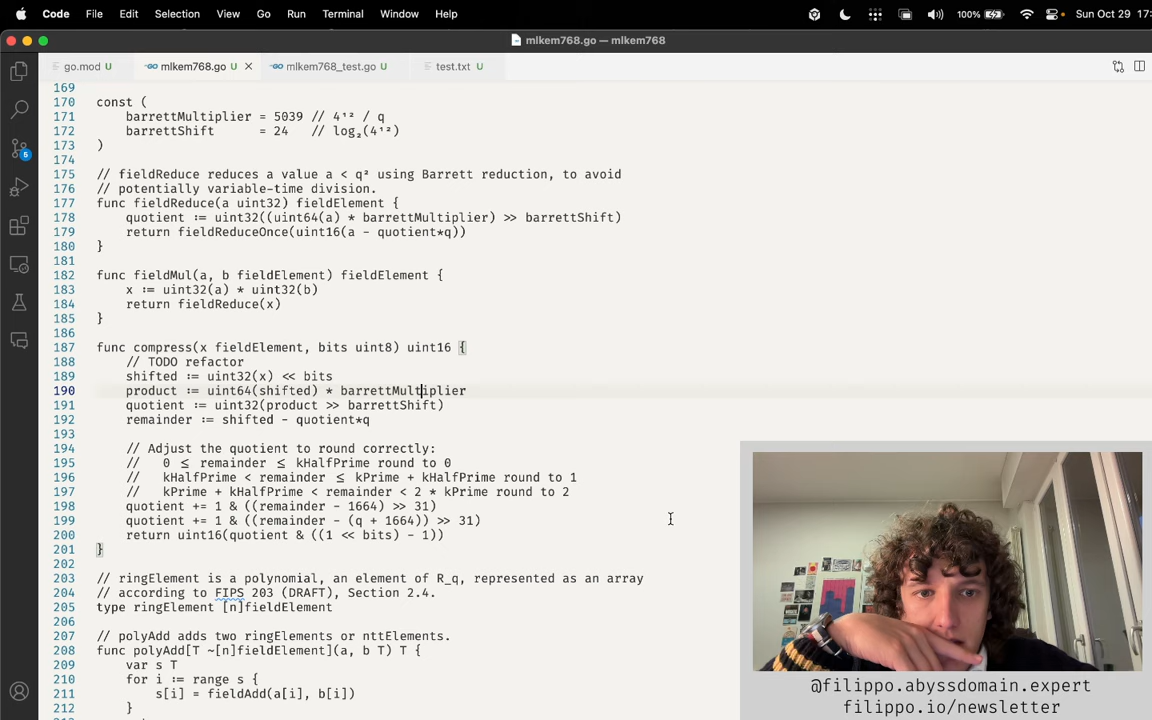 Code File Edit Selection View Go Run Terminal Window Help 100% Sun Oct 29 17:
mlkem768.go — mlkem768
go.mod U mlkem768.go U mlkem768_test.go U test.txt U
169
170 const (
171 barrettMultiplier = 5039 // 4¹² / q
172 barrettShift = 24 // log₂(4¹²)
173 )
174
175 // fieldReduce reduces a value a < q² using Barrett reduction, to avoid
176 // potentially variable-time division.
177 func fieldReduce(a uint32) fieldElement {
178 quotient := uint32((uint64(a) * barrettMultiplier) >> barrettShift)
179 return fieldReduceOnce(uint16(a - quotient*q))
180 }
181
182 func fieldMul(a, b fieldElement) fieldElement {
183 x := uint32(a) * uint32(b)
184 return fieldReduce(x)
185 }
186
187 func compress(x fieldElement, bits uint8) uint16 {
188 // TODO refactor
189 shifted := uint32(x) << bits
190 product := uint64(shifted) * barrettMultiplier
191 quotient := uint32(product >> barrettShift)
192 remainder := shifted - quotient*q
193
194 // Adjust the quotient to round correctly:
195 // 0 ≤ remainder ≤ kHalfPrime round to 0
196 // kHalfPrime < remainder ≤ kPrime + kHalfPrime round to 1
197 // kPrime + kHalfPrime < remainder < 2 * kPrime round to 2
198 quotient += 1 & ((remainder - 1664) >> 31)
199 quotient += 1 & ((remainder - (q + 1664)) >> 31)
200 return uint16(quotient & ((1 << bits) - 1))
201 }
202
203 // ringElement is a polynomial, an element of R_q, represented as an array
204 // according to FIPS 203 (DRAFT), Section 2.4.
205 type ringElement [n]fieldElement
206
207 // polyAdd adds two ringElements or nttElements.
208 func polyAdd[T ~[n]fieldElement](a, b T) T {
209 var s T
210 for i := range s {
211 s[i] = fieldAdd(a[i], b[i])
212 }
5
@filippo.abyssdomain.expert
filippo.io/newsletter